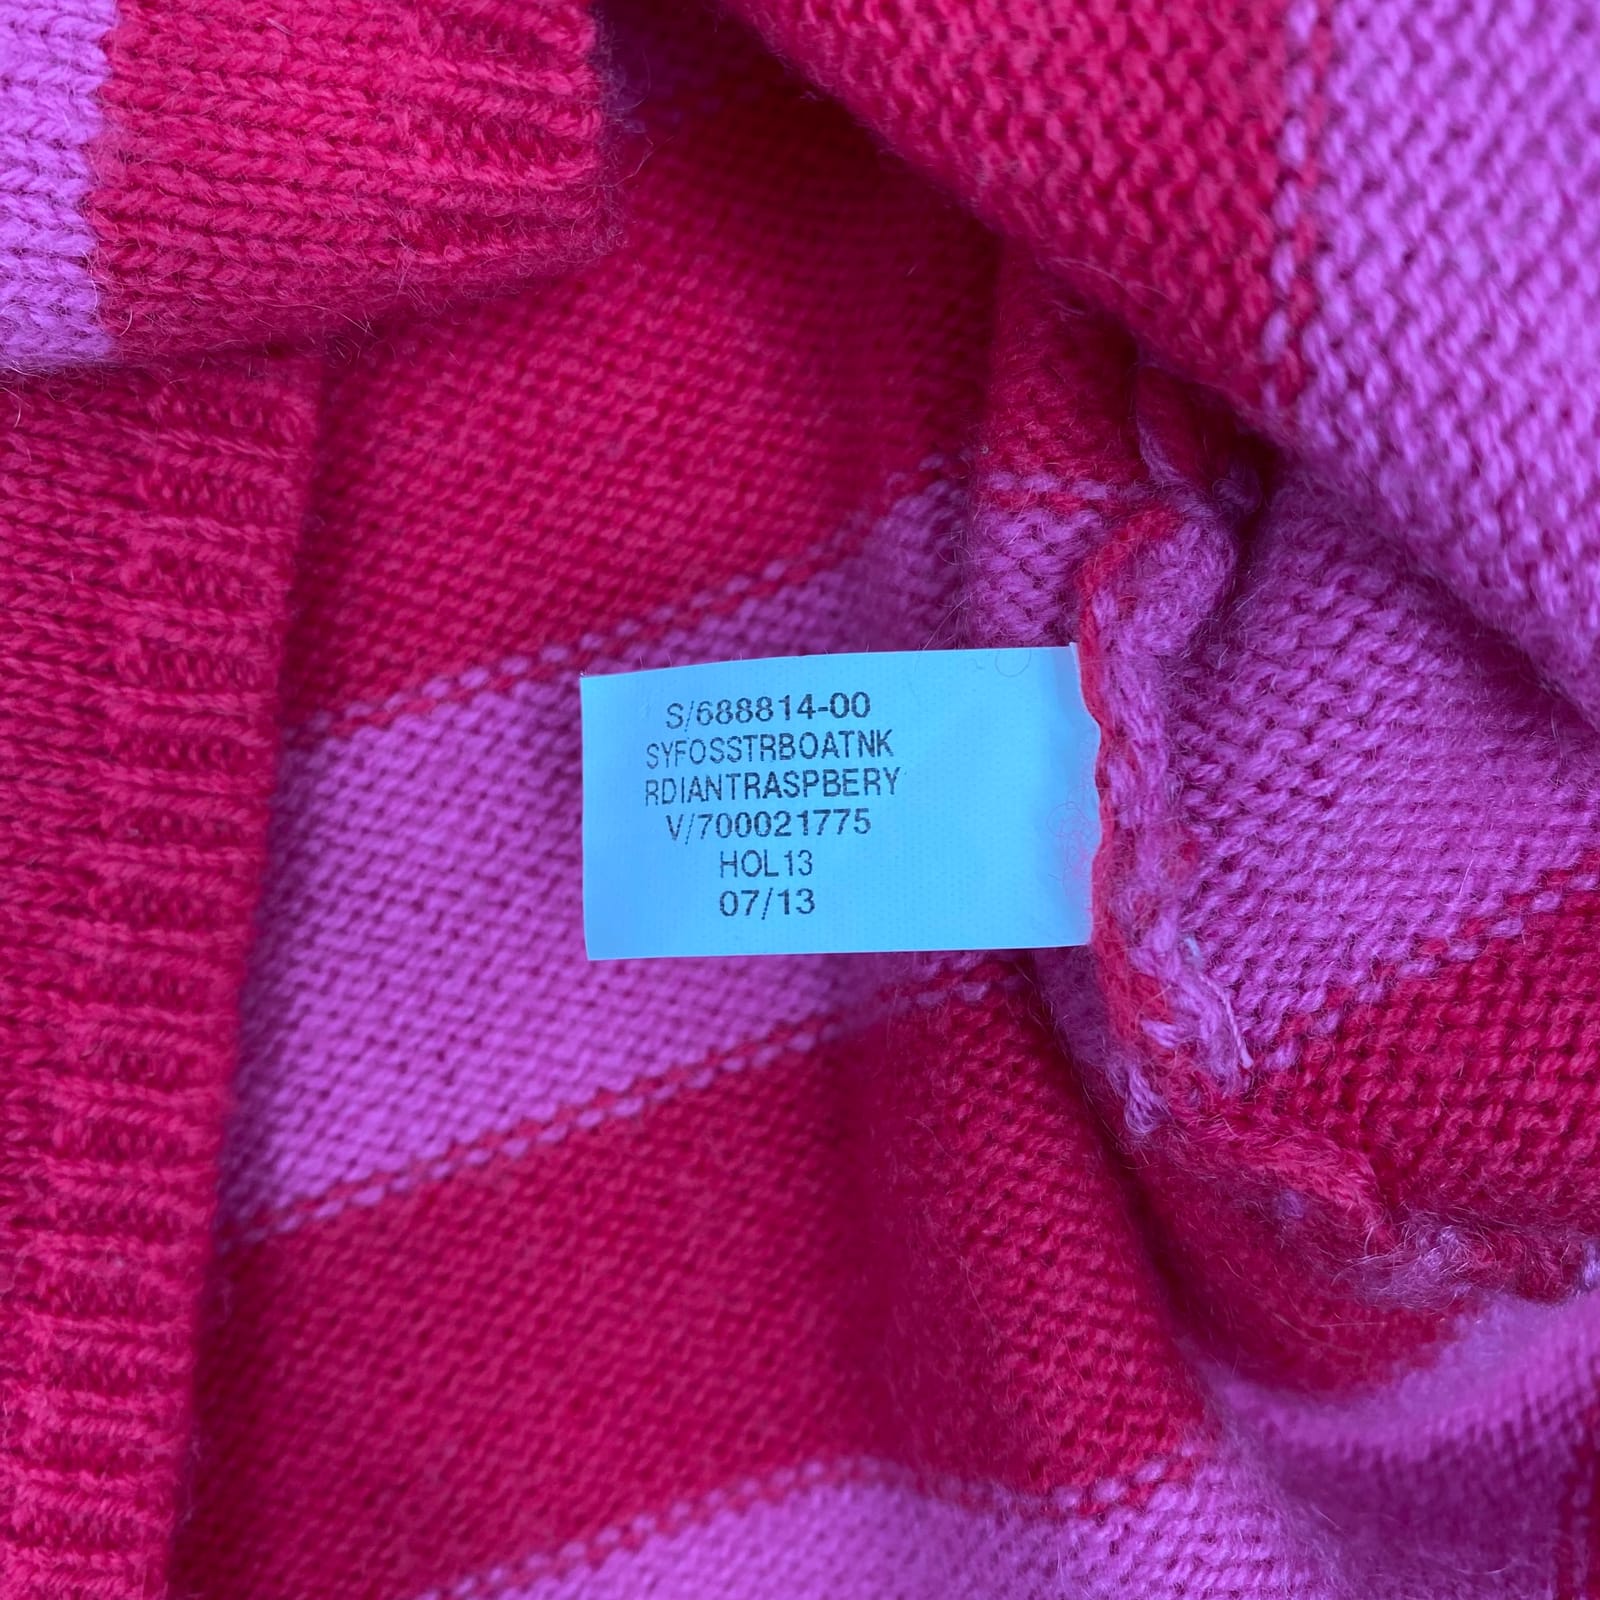 S/688814-00
SYFOSSTRBOATNK
RDIANTRASPBERY
V/700021775
HOL13
07/13